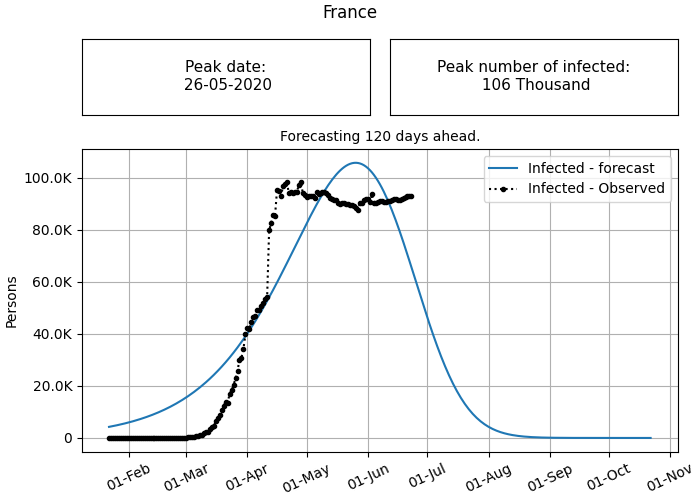 France
Peak date:
26-05-2020
Peak number of infected:
106 Thousand
Forecasting 120 days ahead.
Infected - forecast
Infected - Observed
Persons
100.0K
80.0K
60.0K
40.0K
20.0K
0
01-Feb
01-Mar
01-Apr
01-May
01-Jun
01-Jul
01-Aug
01-Sep
01-Oct
01-Nov